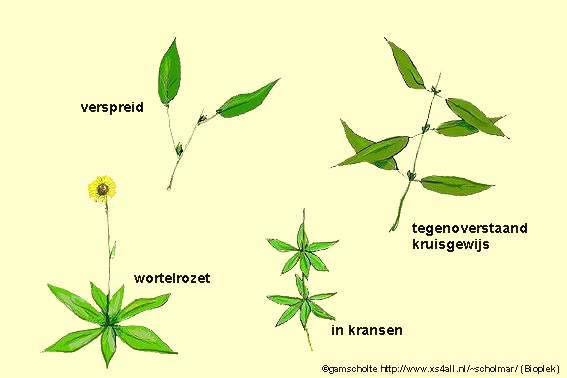 verspreid
tegenoverstaand
kruisgewijs
wortelrozet
in kransen
©gamscholte http://www.xs4all.nl/~scholmar/ (Bioplek)